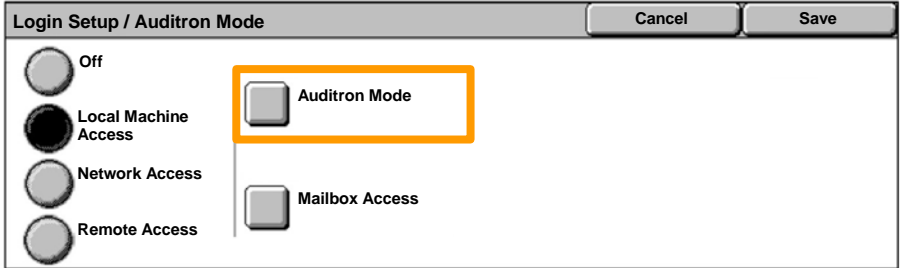 Login Setup / Auditron Mode
Cancel
Save
Off
Local Machine
Access
Network Access
Remote Access
Auditron Mode
Mailbox Access